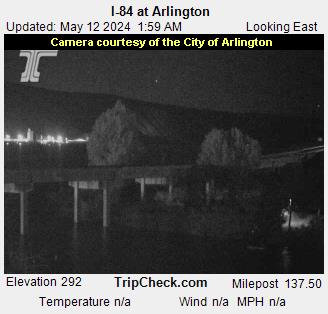 I-84 at Arlington
Updated: May 12 2024 1:59 AM Looking East
Camera courtesy of the City of Arlington
Elevation 292 TripCheck.com Milepost 137.50
Temperature n/a Wind n/a MPH n/a